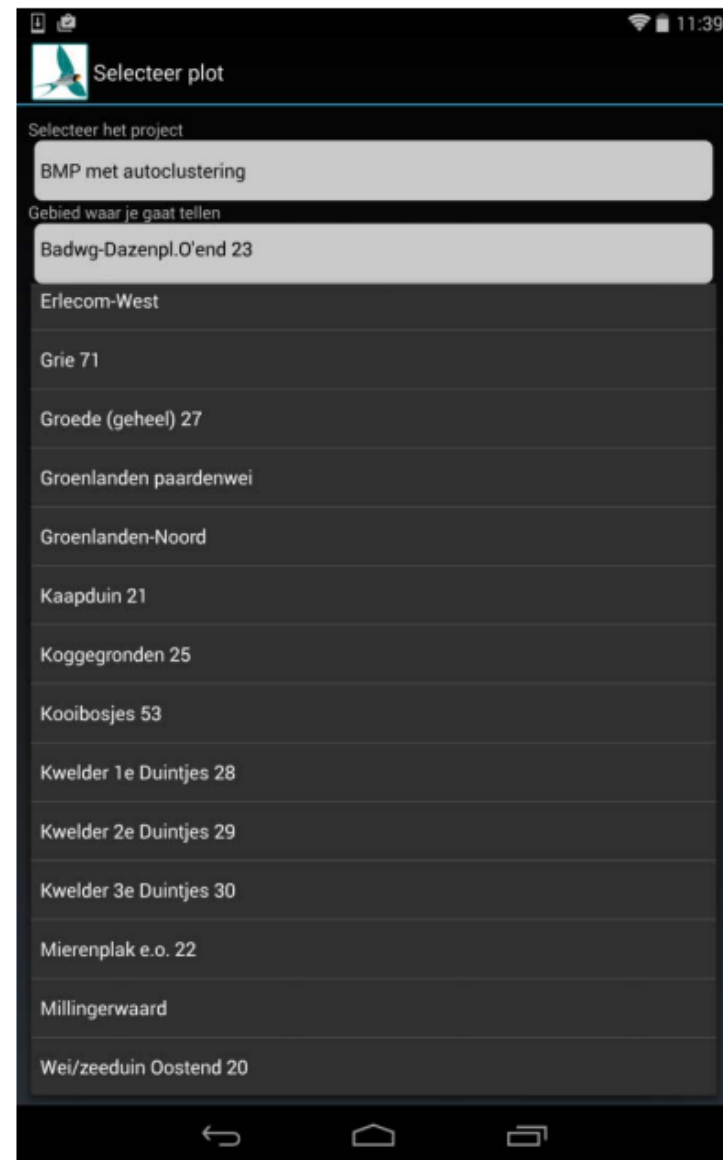 11:39
Selecteer plot
Selecteer het project
BMP met autoclustering
Gebied waar je gaat tellen
Badwg-Dazenpl.O'end 23
Erlecom-West
Grie 71
Groede (geheel) 27
Groenlanden paardenwei
Groenlanden-Noord
Kaapduin 21
Koggegronden 25
Kooibosjes 53
Kwelder 1e Duintjes 28
Kwelder 2e Duintjes 29
Kwelder 3e Duintjes 30
Mierenplak e.o. 22
Millingerwaard
Wei/zeeduin Oostend 20